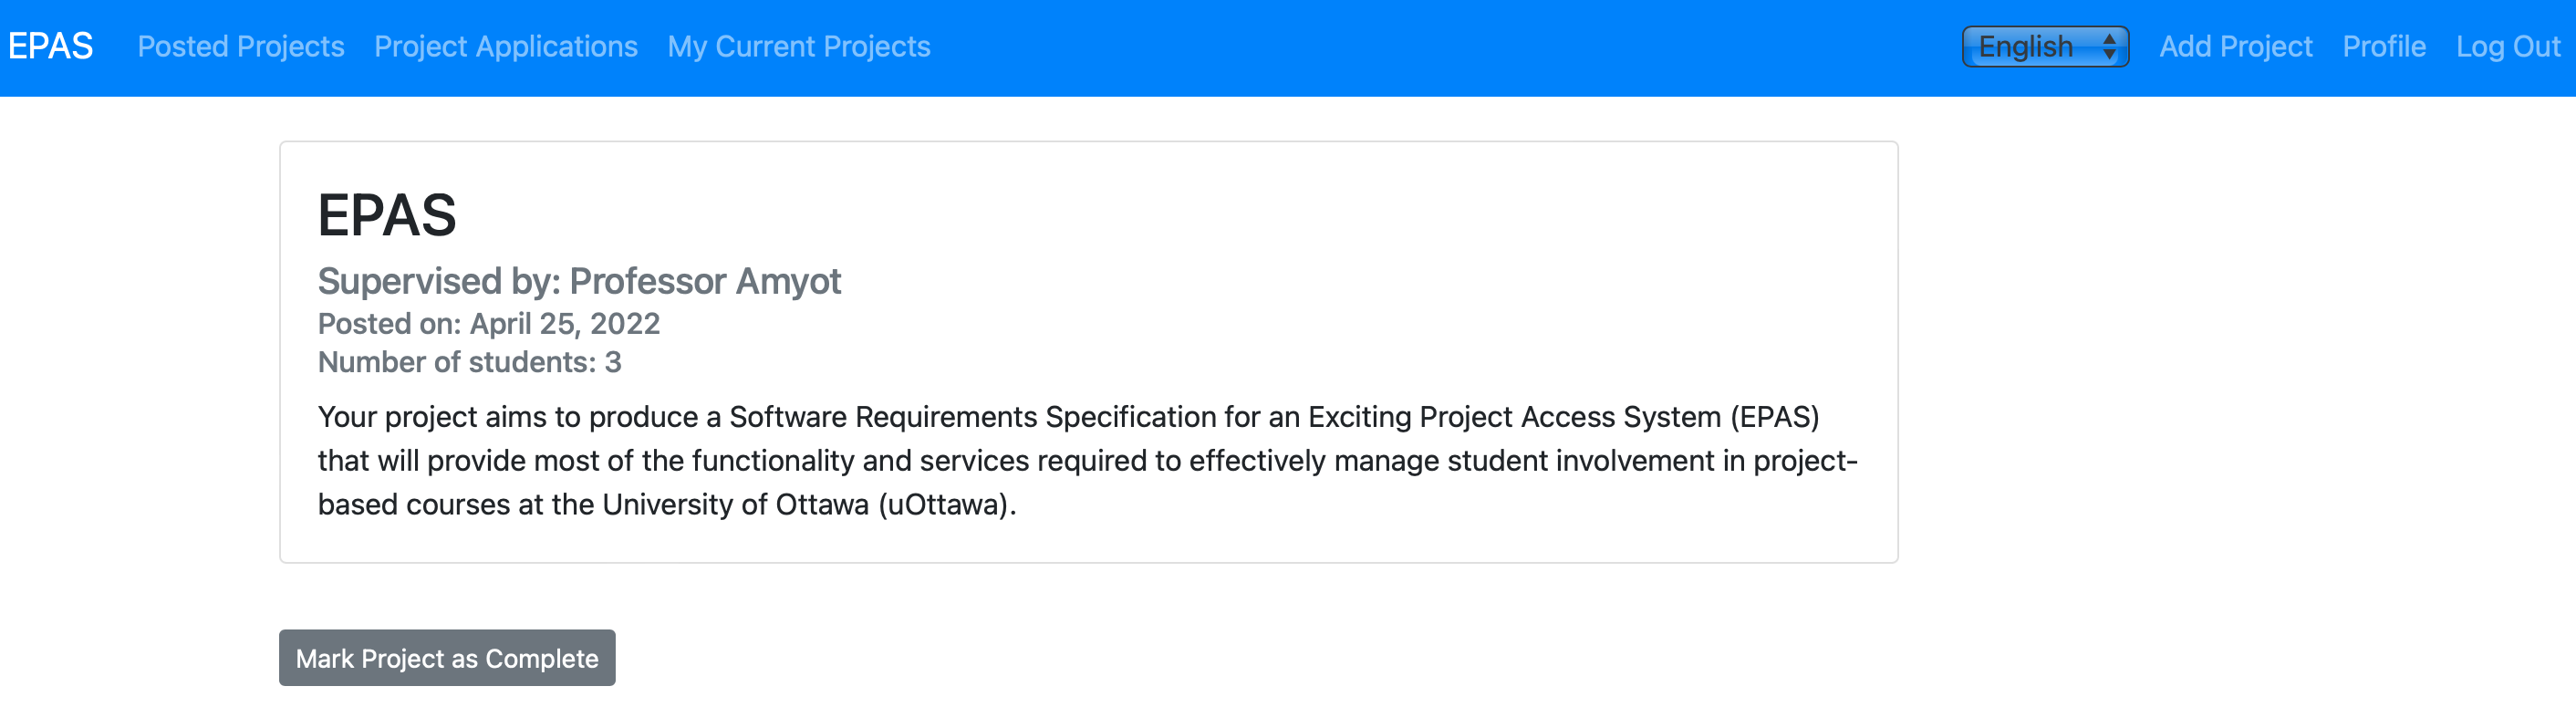 EPAS Posted Projects Project Applications My Current Projects English Add Project Profile Log Out
EPAS
Supervised by: Professor Amyot
Posted on: April 25, 2022
Number of students: 3
Your project aims to produce a Software Requirements Specification for an Exciting Project Access System (EPAS)
that will provide most of the functionality and services required to effectively manage student involvement in project-
based courses at the University of Ottawa (uOttawa).
Mark Project as Complete